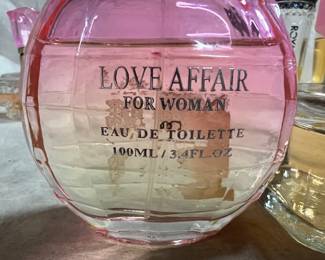 LOVE AFFAIR
FOR WOMAN
EAU DE TOILETTE
100ML / 3.4FL.OZ